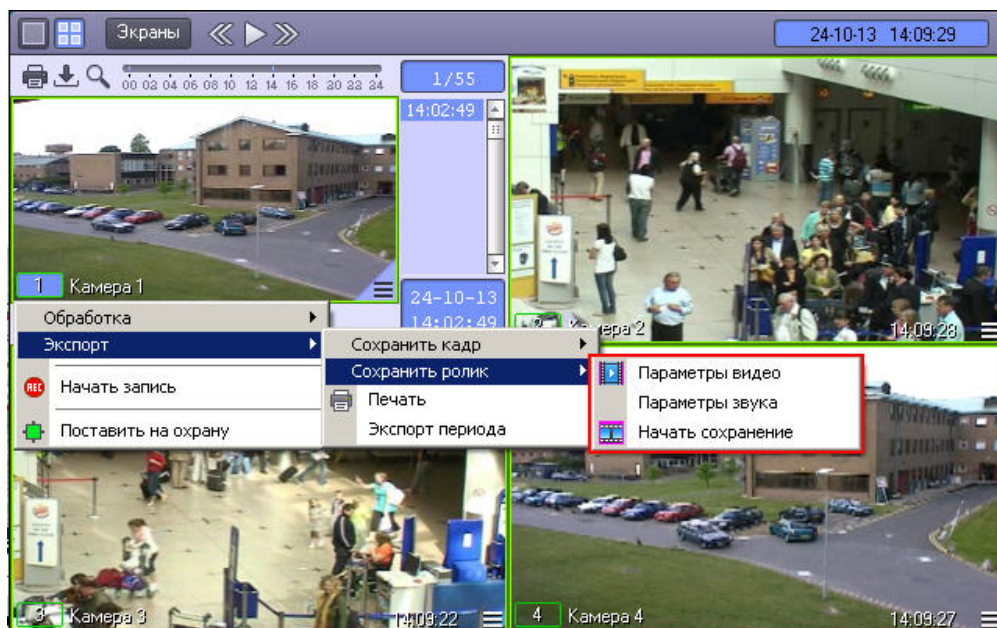 Экраны
24-10-13 14:09:29
00 02 04 06 08 10 12 14 16 18 20 22 24
1/55
14:02:49
1 Камера 1
24-10-13
14:02:49
2 Камера 2
14:09:28
Обработка
Экспорт
Начать запись
Поставить на охрану
Сохранить кадр
Сохранить ролик
Печать
Экспорт периода
Параметры видео
Параметры звука
Начать сохранение
3 Камера 3
14:09:22
4 Камера 4
14:09:27